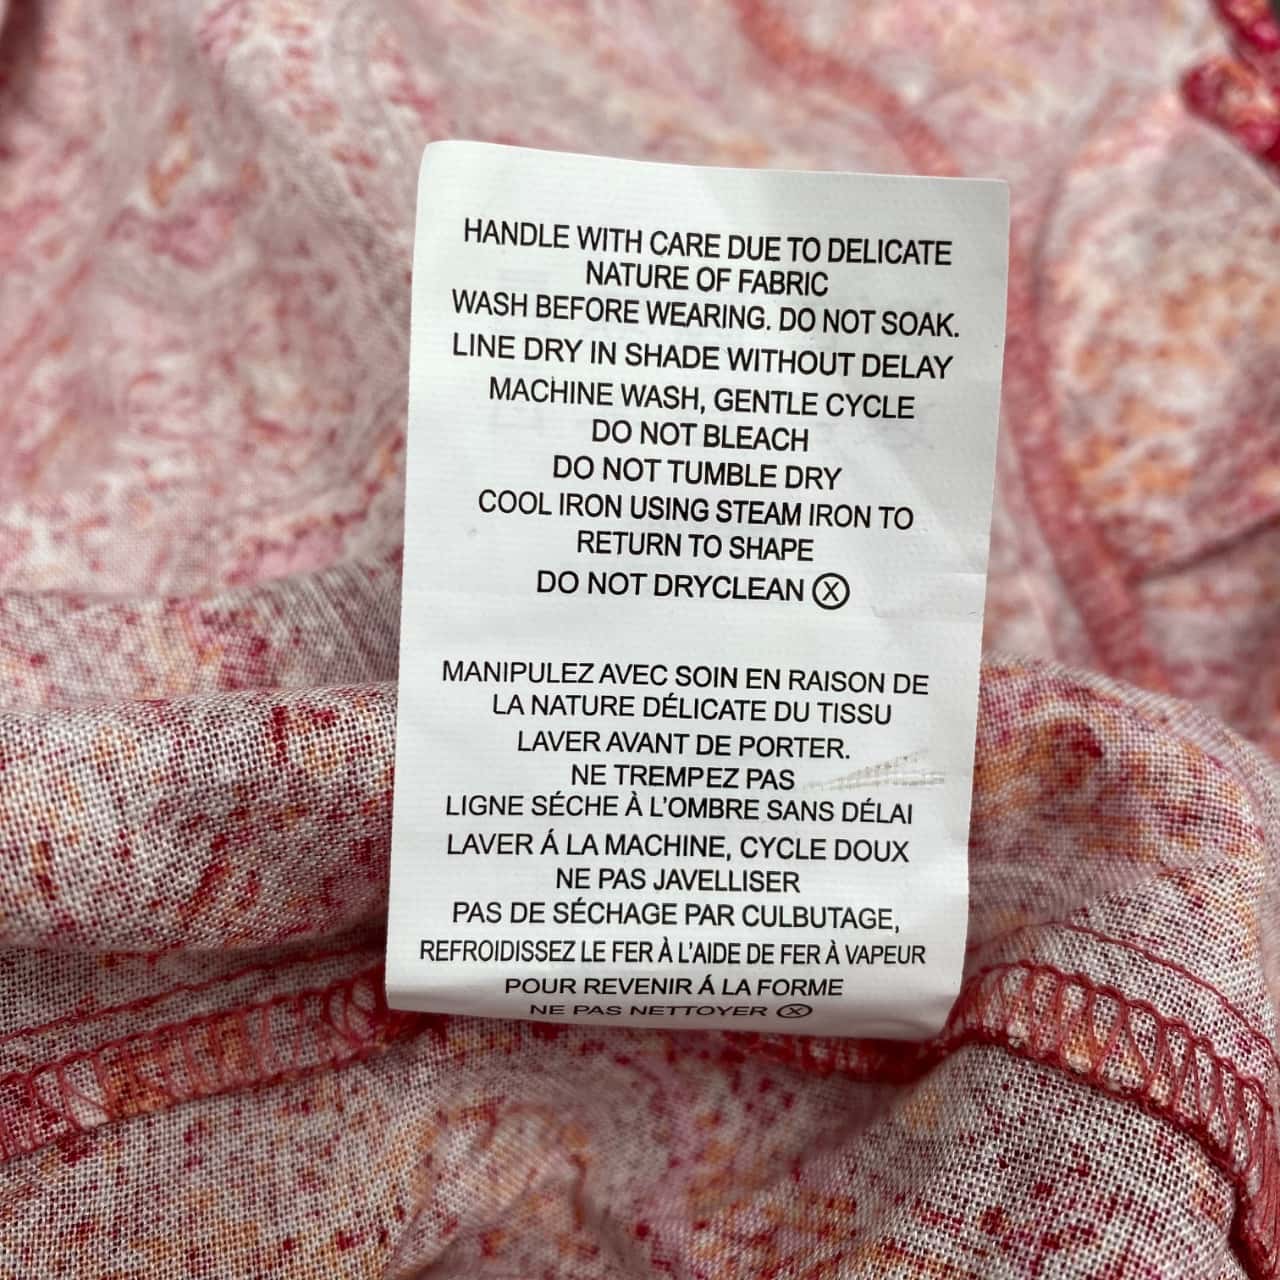 HANDLE WITH CARE DUE TO DELICATE
NATURE OF FABRIC
WASH BEFORE WEARING. DO NOT SOAK.
LINE DRY IN SHADE WITHOUT DELAY
MACHINE WASH, GENTLE CYCLE
DO NOT BLEACH
DO NOT TUMBLE DRY
COOL IRON USING STEAM IRON TO
RETURN TO SHAPE
DO NOT DRYCLEAN Ⓧ
MANIPULEZ AVEC SOIN EN RAISON DE
LA NATURE DÉLICATE DU TISSU
LAVER AVANT DE PORTER.
NE TREMPEZ PAS
LIGNE SÉCHE À L'OMBRE SANS DÉLAI
LAVER Á LA MACHINE, CYCLE DOUX
NE PAS JAVELLISER
PAS DE SÉCHAGE PAR CULBUTAGE,
REFROIDISSEZ LE FER À L'AIDE DE FER À VAPEUR
POUR REVENIR Á LA FORME
NE PAS NETTOYER Ⓧ